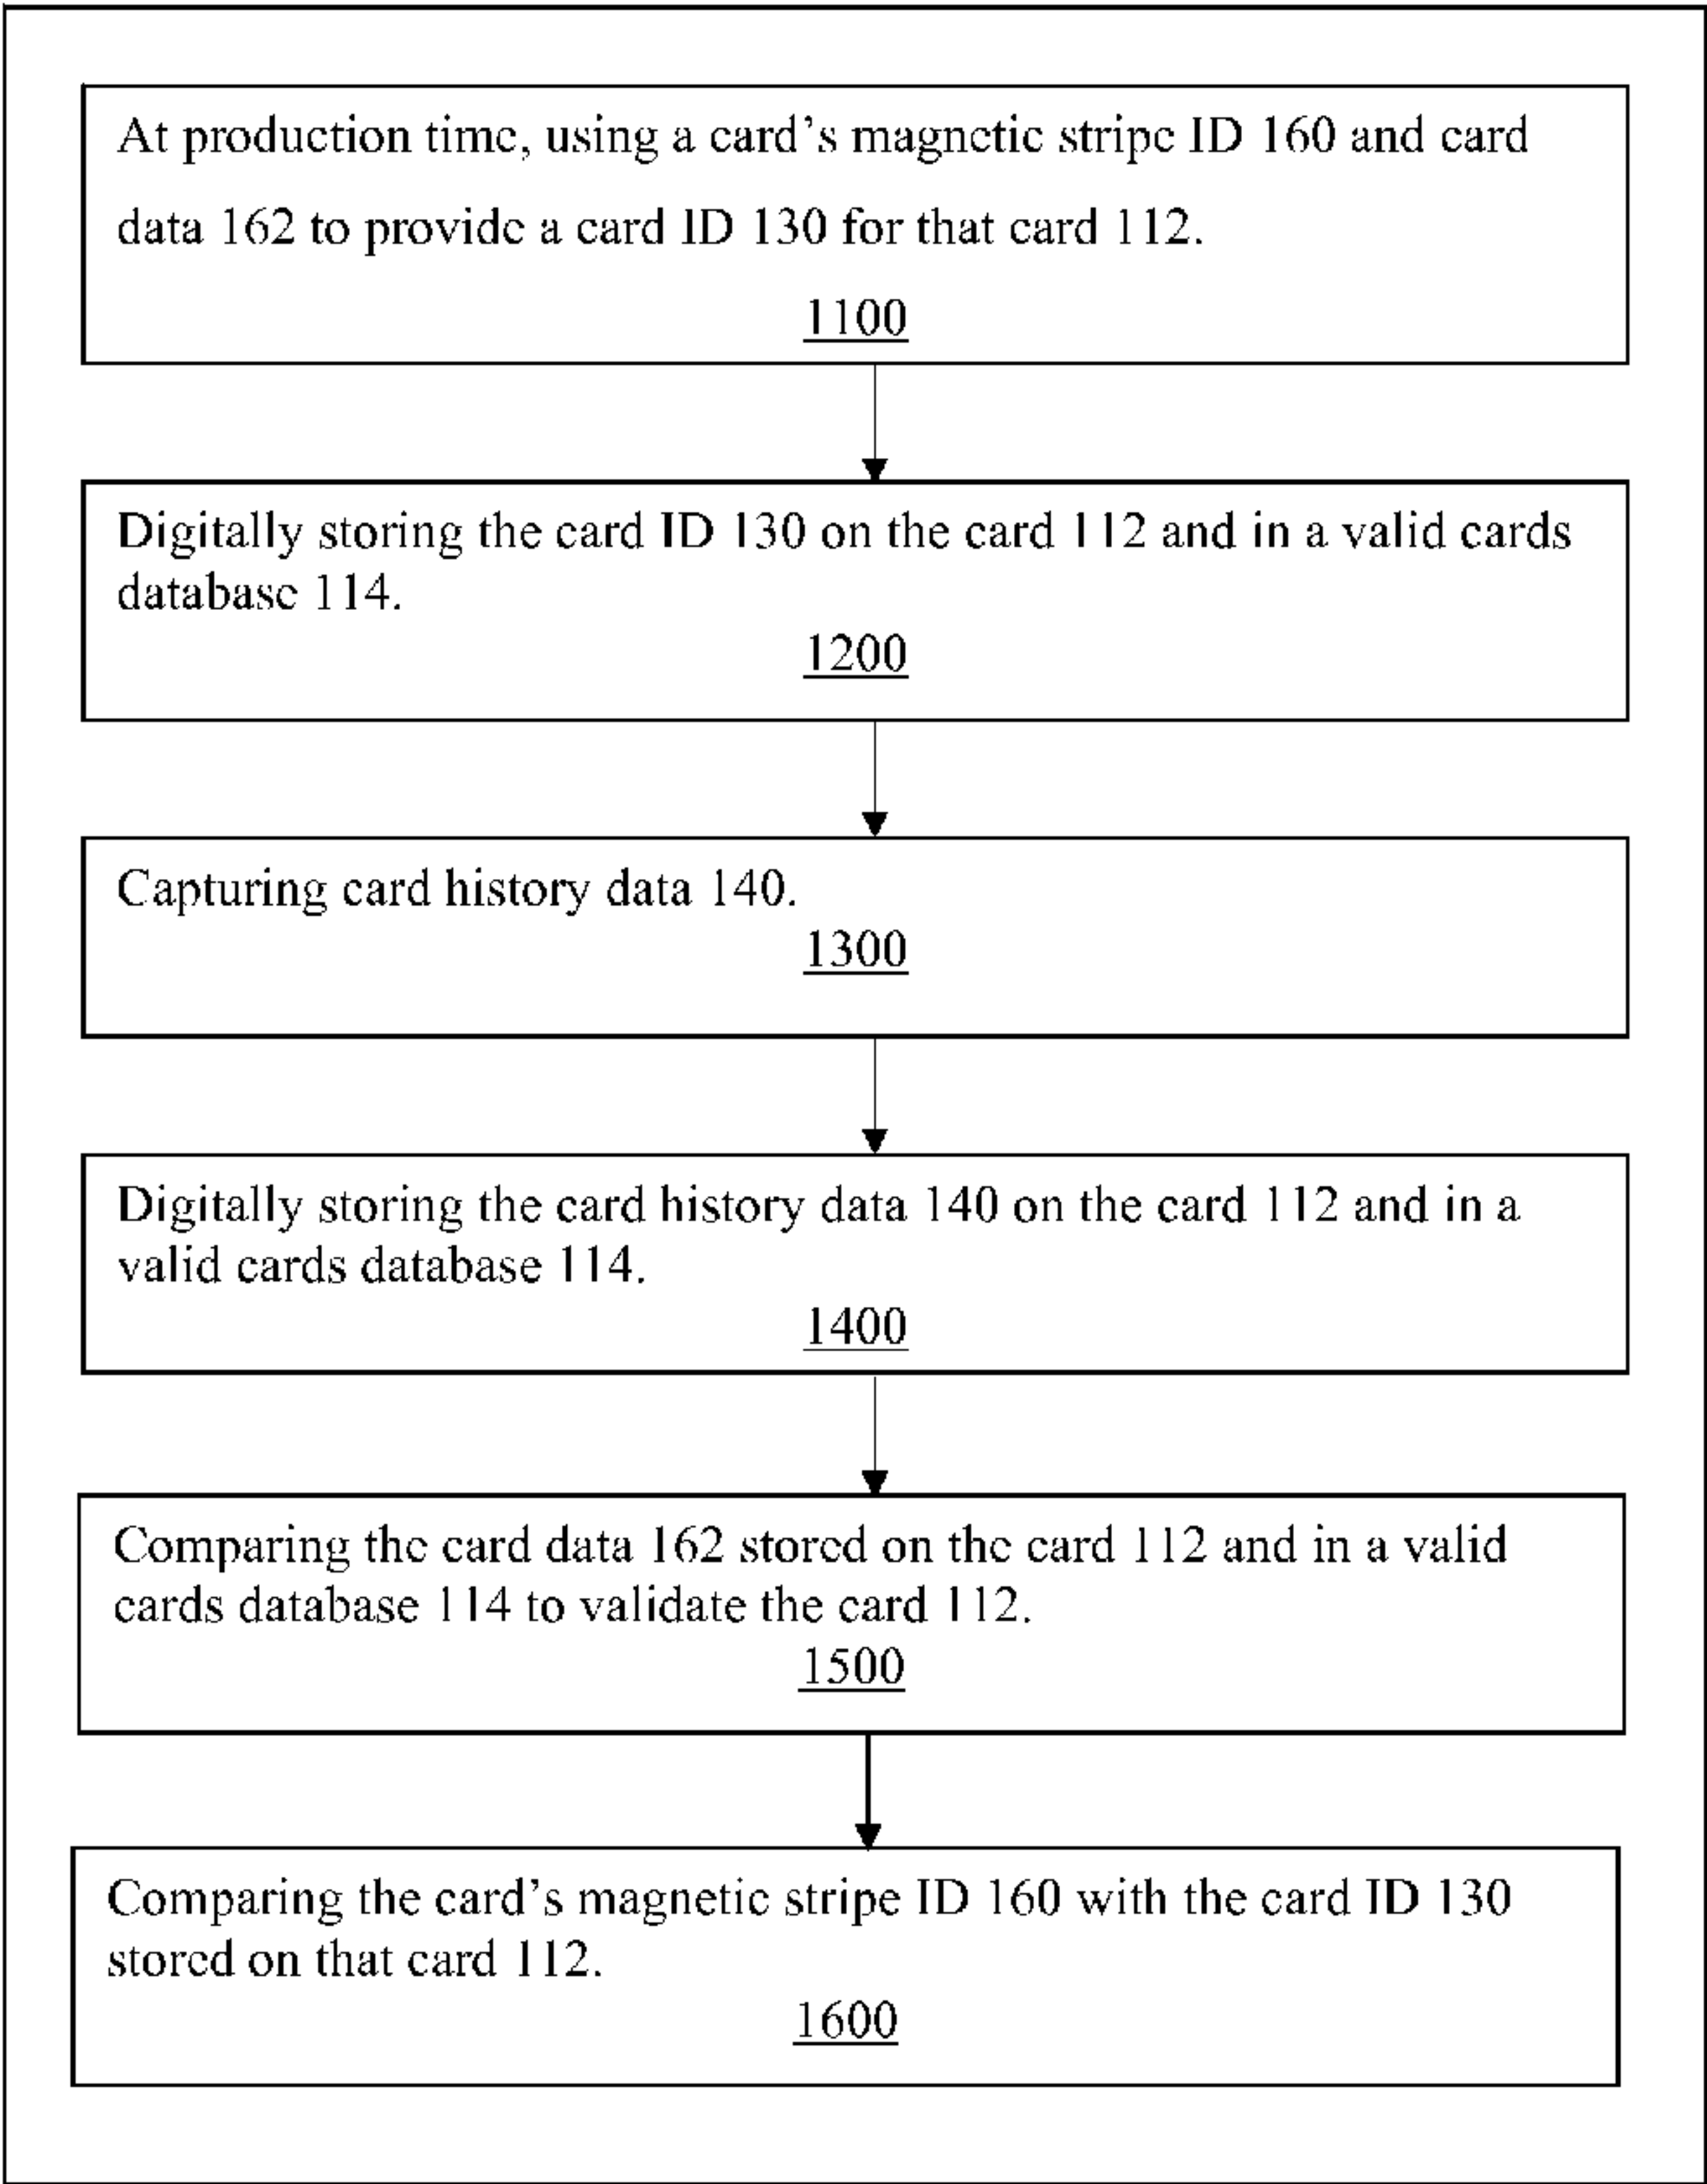 At production time, using a card’s magnetic stripe ID 160 and card
data 162 to provide a card ID 130 for that card 112.
1100
Digitally storing the card ID 130 on the card 112 and in a valid cards
database 114.
1200
Capturing card history data 140.
1300
Digitally storing the card history data 140 on the card 112 and in a
valid cards database 114.
1400
Comparing the card data 162 stored on the card 112 and in a valid
cards database 114 to validate the card 112.
1500
Comparing the card’s magnetic stripe ID 160 with the card ID 130
stored on that card 112.
1600